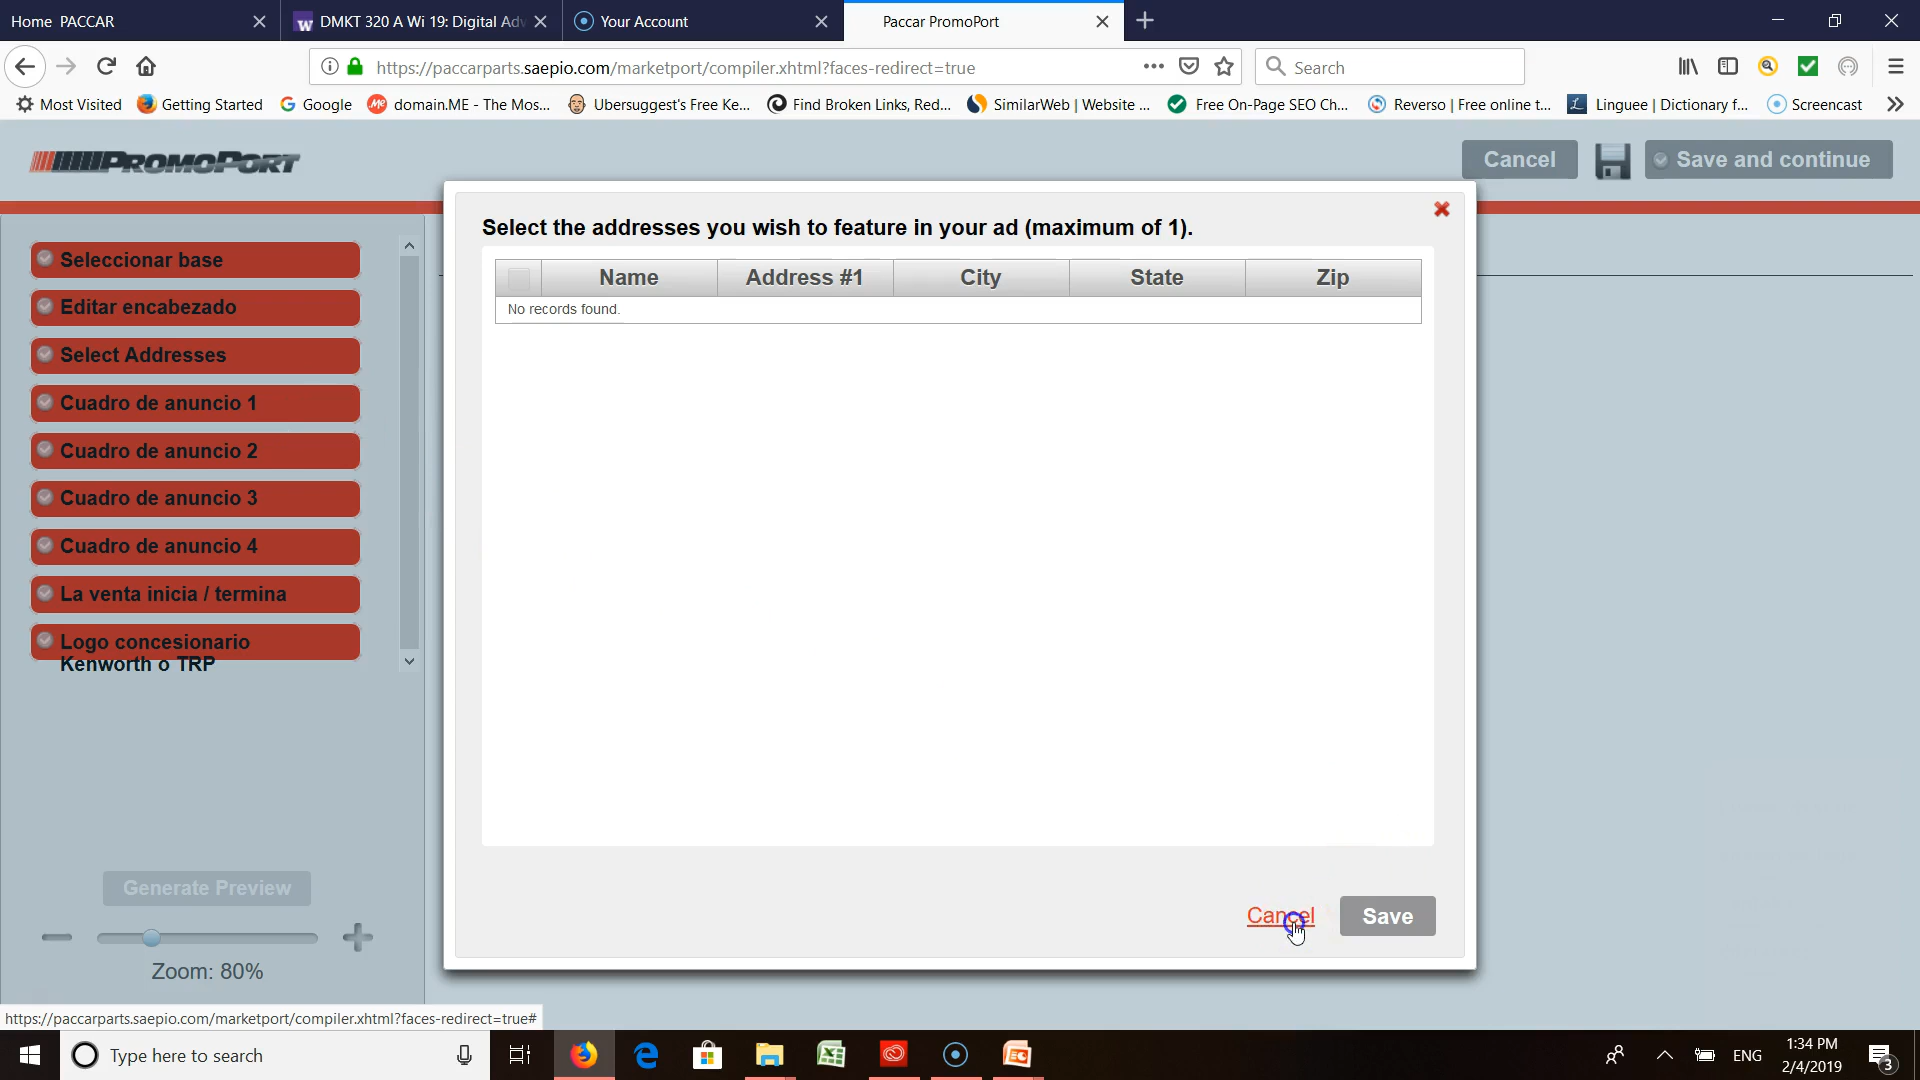 Home PACCAR
DMKT 320 A Wi 19: Digital Adv
Your Account
Paccar PromoPort
https://paccarparts.saepio.com/marketport/compiler.xhtml?faces-redirect=true
Search
Most Visited
Getting Started
Google
domain.ME - The Mos...
Ubersuggest's Free Ke...
Find Broken Links, Red...
SimilarWeb | Website ...
Free On-Page SEO Ch...
Reverso | Free online t...
Linguee | Dictionary f...
Screencast
PROMOPORT
Cancel
Save and continue
Select the addresses you wish to feature in your ad (maximum of 1).
Name Address #1 City State Zip
No records found.
Seleccionar base
Editar encabezado
Select Addresses
Cuadro de anuncio 1
Cuadro de anuncio 2
Cuadro de anuncio 3
Cuadro de anuncio 4
La venta inicia / termina
Logo concesionario
Kenworth o TRP
Generate Preview
Zoom: 80%
Cancel
Save
https://paccarparts.saepio.com/marketport/compiler.xhtml?faces-redirect=true#
Type here to search
ENG
1:34 PM
2/4/2019
3